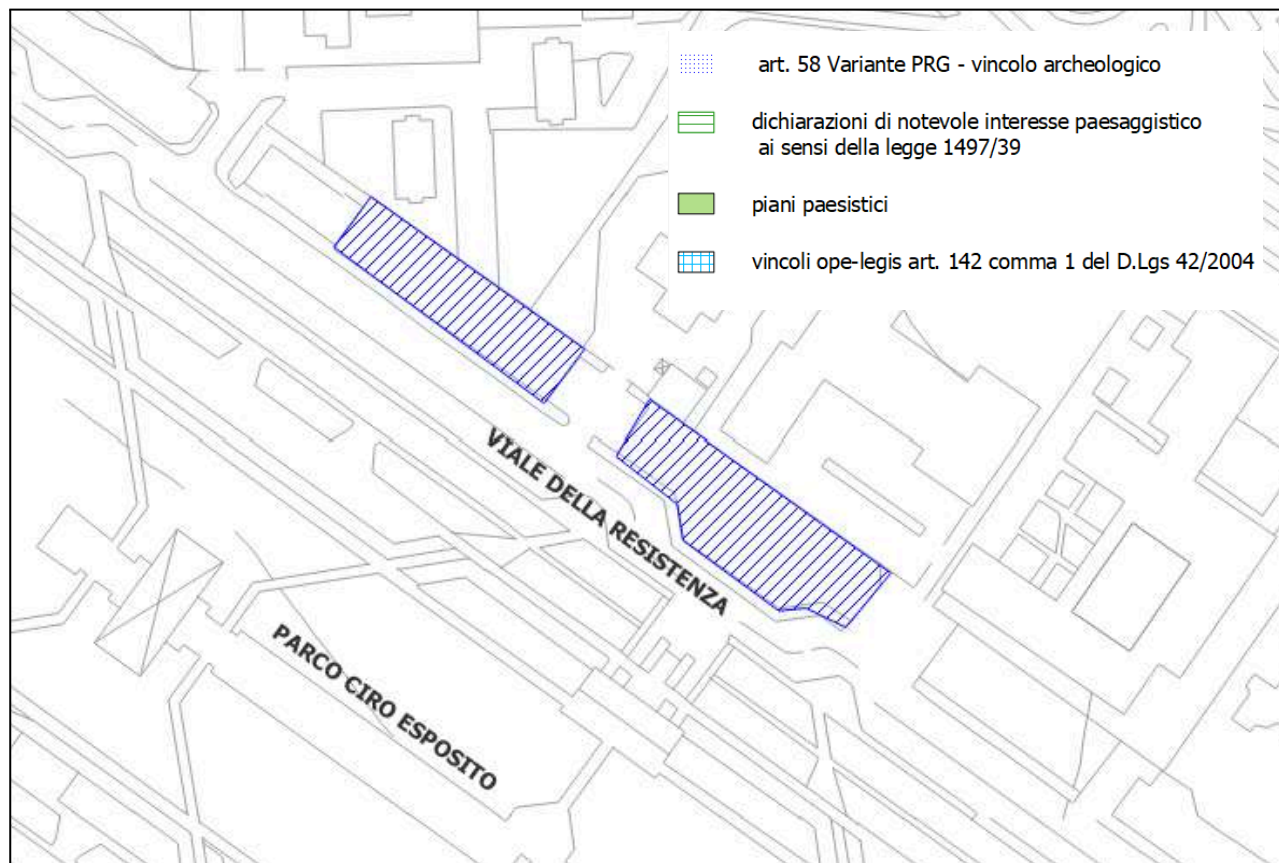 art. 58 Variante PRG - vincolo archeologico
dichiarazioni di notevole interesse paesaggistico
ai sensi della legge 1497/39
piani paesistici
vincoli ope-legis art. 142 comma 1 del D.Lgs 42/2004
VIALE DELLA RESISTENZA
PARCO CIRO ESPOSITO